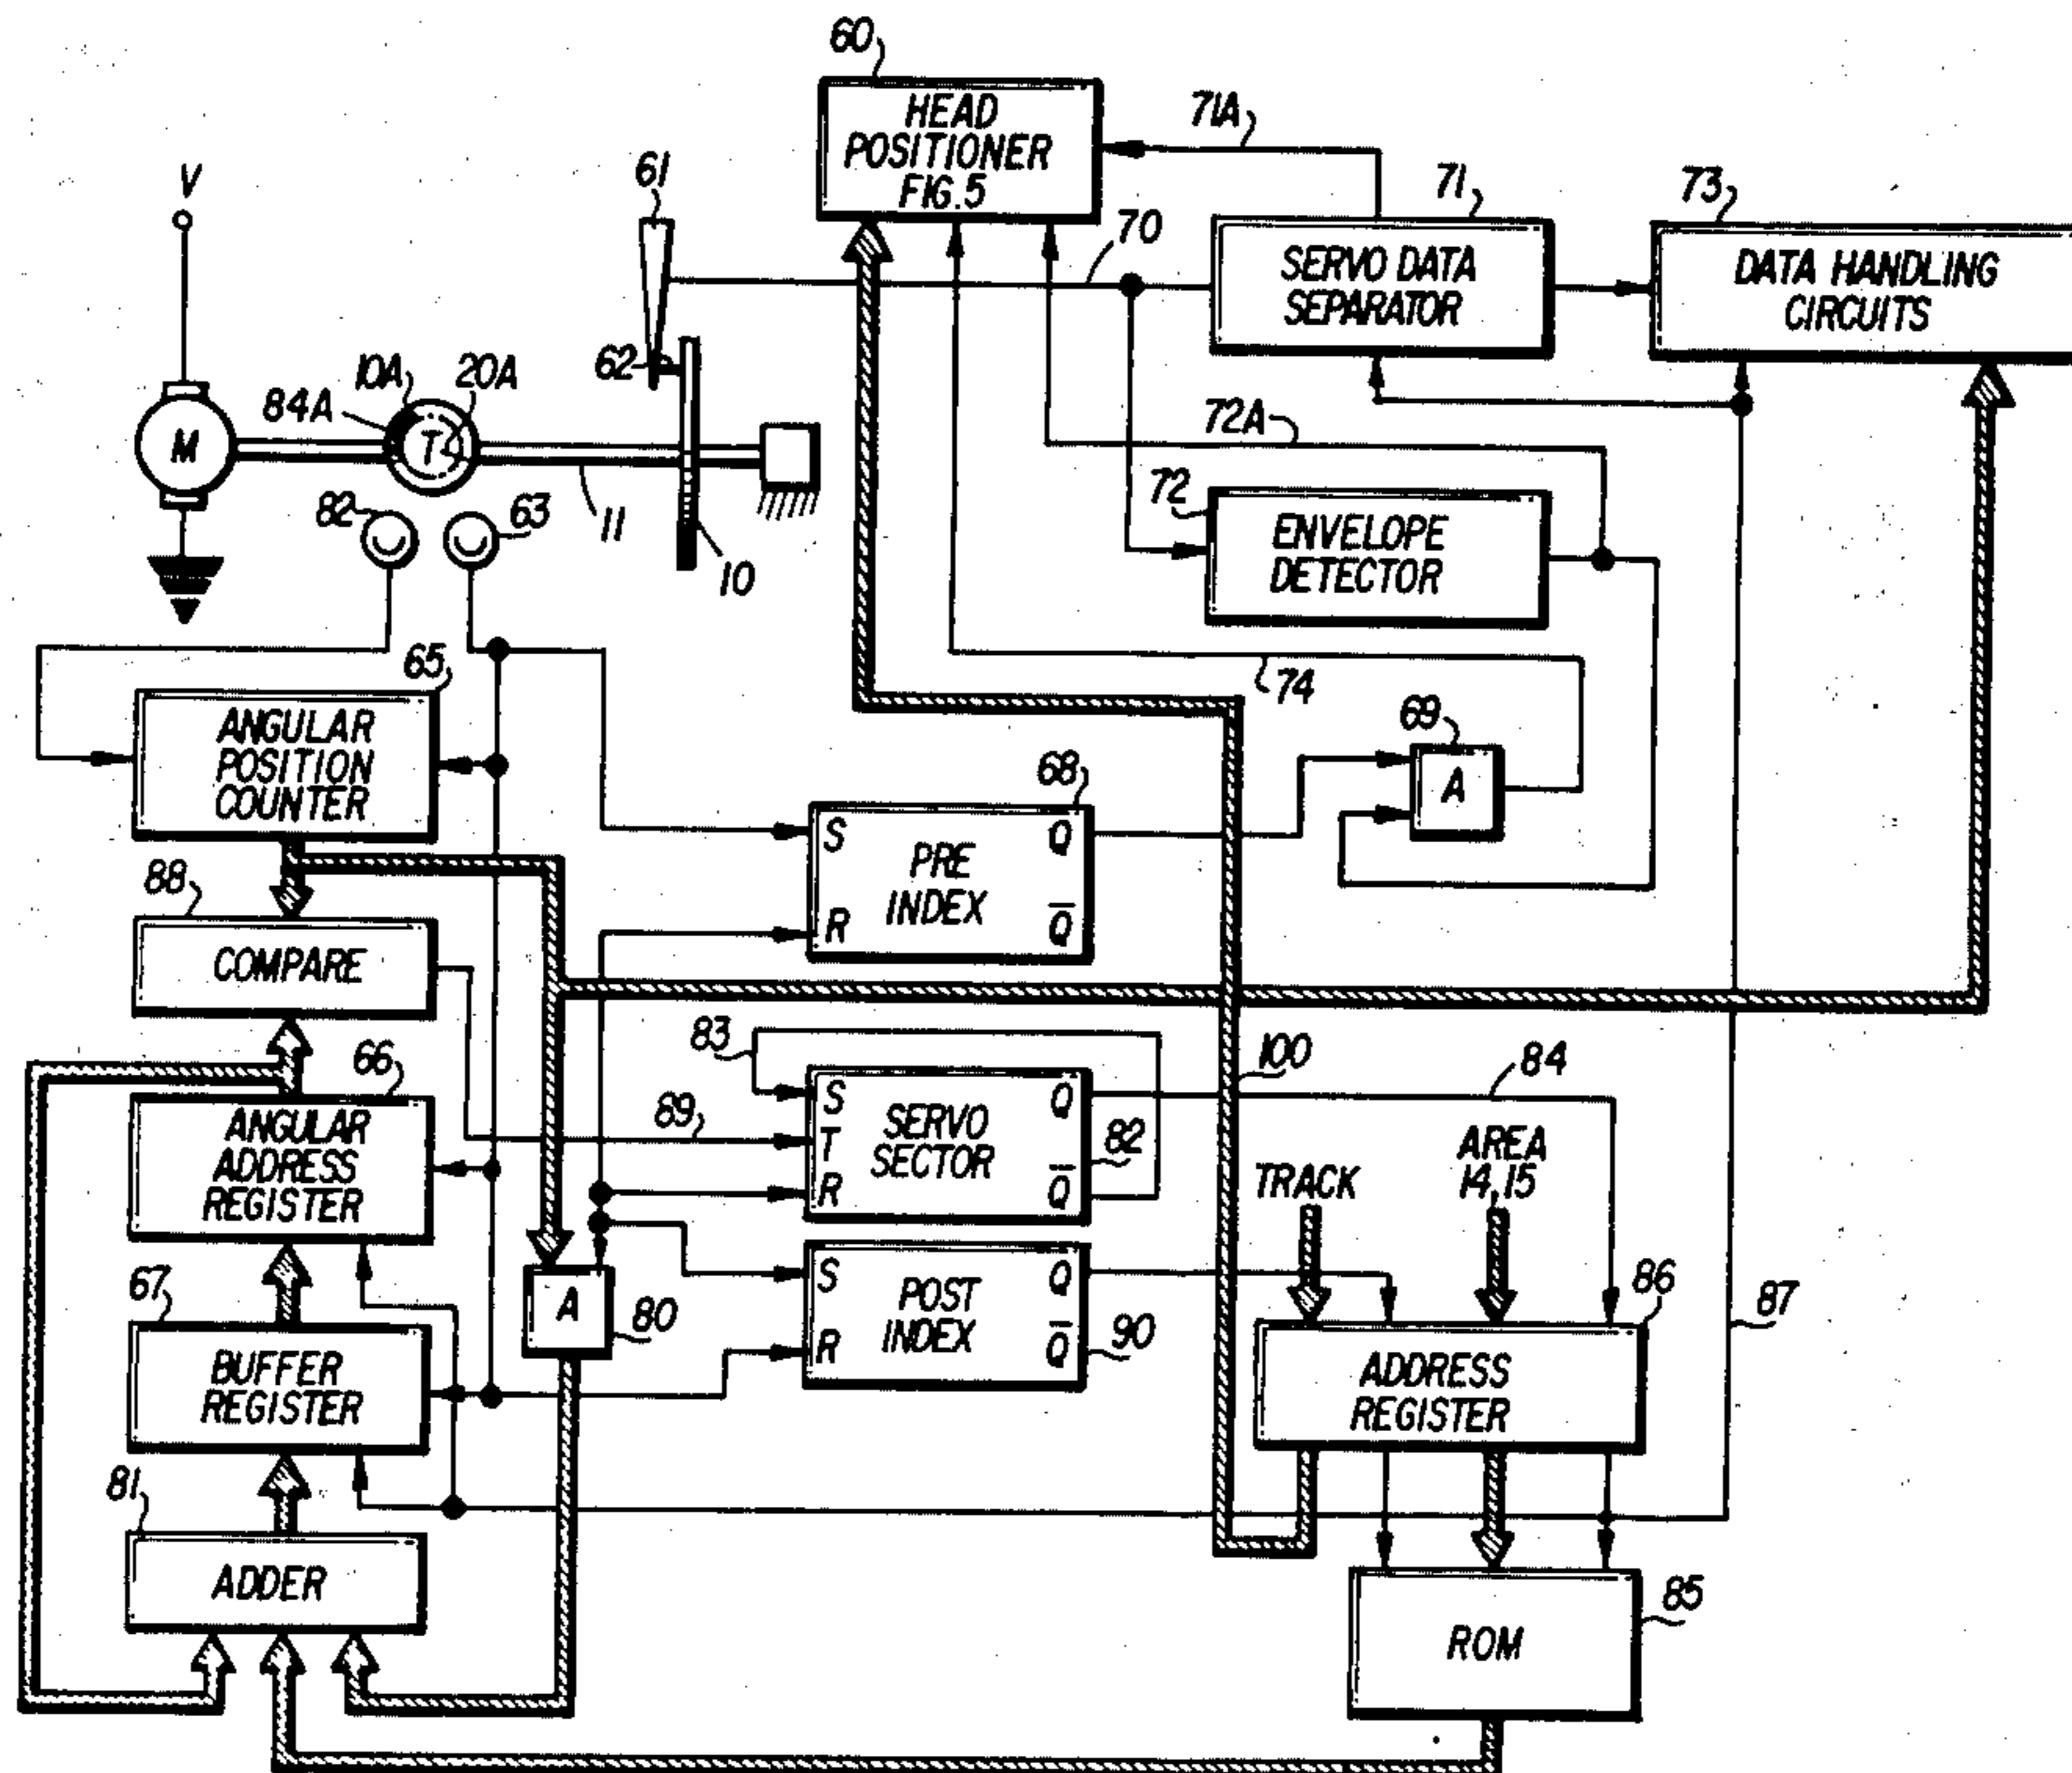 60
HEAD
POSITIONER
FIG.5
71A
61
71
73
V
70
SERVO DATA
SEPARATOR
DATA HANDLING
CIRCUITS
62
10A
20A
84A
M
T
72A
72
82
63
11
10
ENVELOPE
DETECTOR
65
74
69
ANGULAR
POSITION
COUNTER
68
A
S
Q
PRE
INDEX
R
Q̅
88
COMPARE
83
100
84
66
89
S
Q
T
SERVO
SECTOR
82
R
Q̅
ANGULAR
ADDRESS
REGISTER
TRACK
AREA
14, 15
67
A
80
S
Q
POST
INDEX
R
Q̅
90
86
87
BUFFER
REGISTER
ADDRESS
REGISTER
81
ADDER
ROM
85